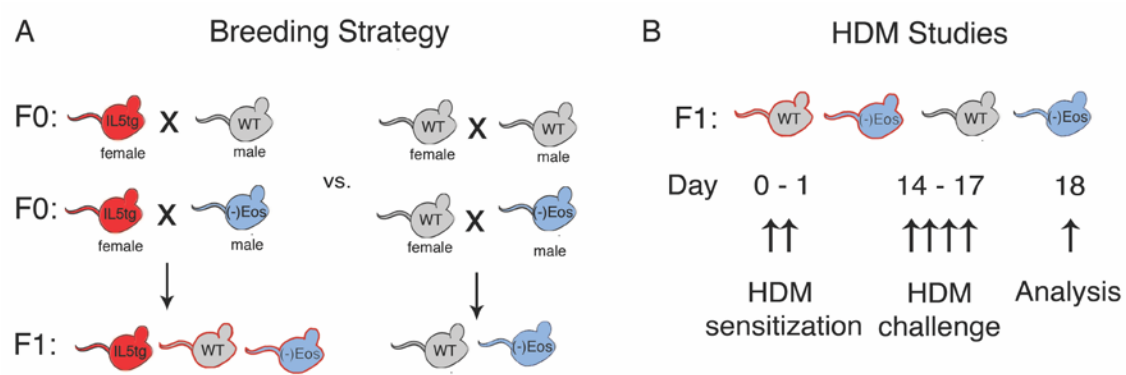 A Breeding Strategy
F0: IL5tg X WT WT X WT
female male female male
vs.
F0: IL5tg X (-)Eos WT X (-)Eos
female male female male
F1: IL5tg WT (-)Eos WT (-)Eos
B HDM Studies
F1: WT (-)Eos WT (-)Eos
Day 0 - 1 14 - 17 18
HDM HDM Analysis
sensitization challenge